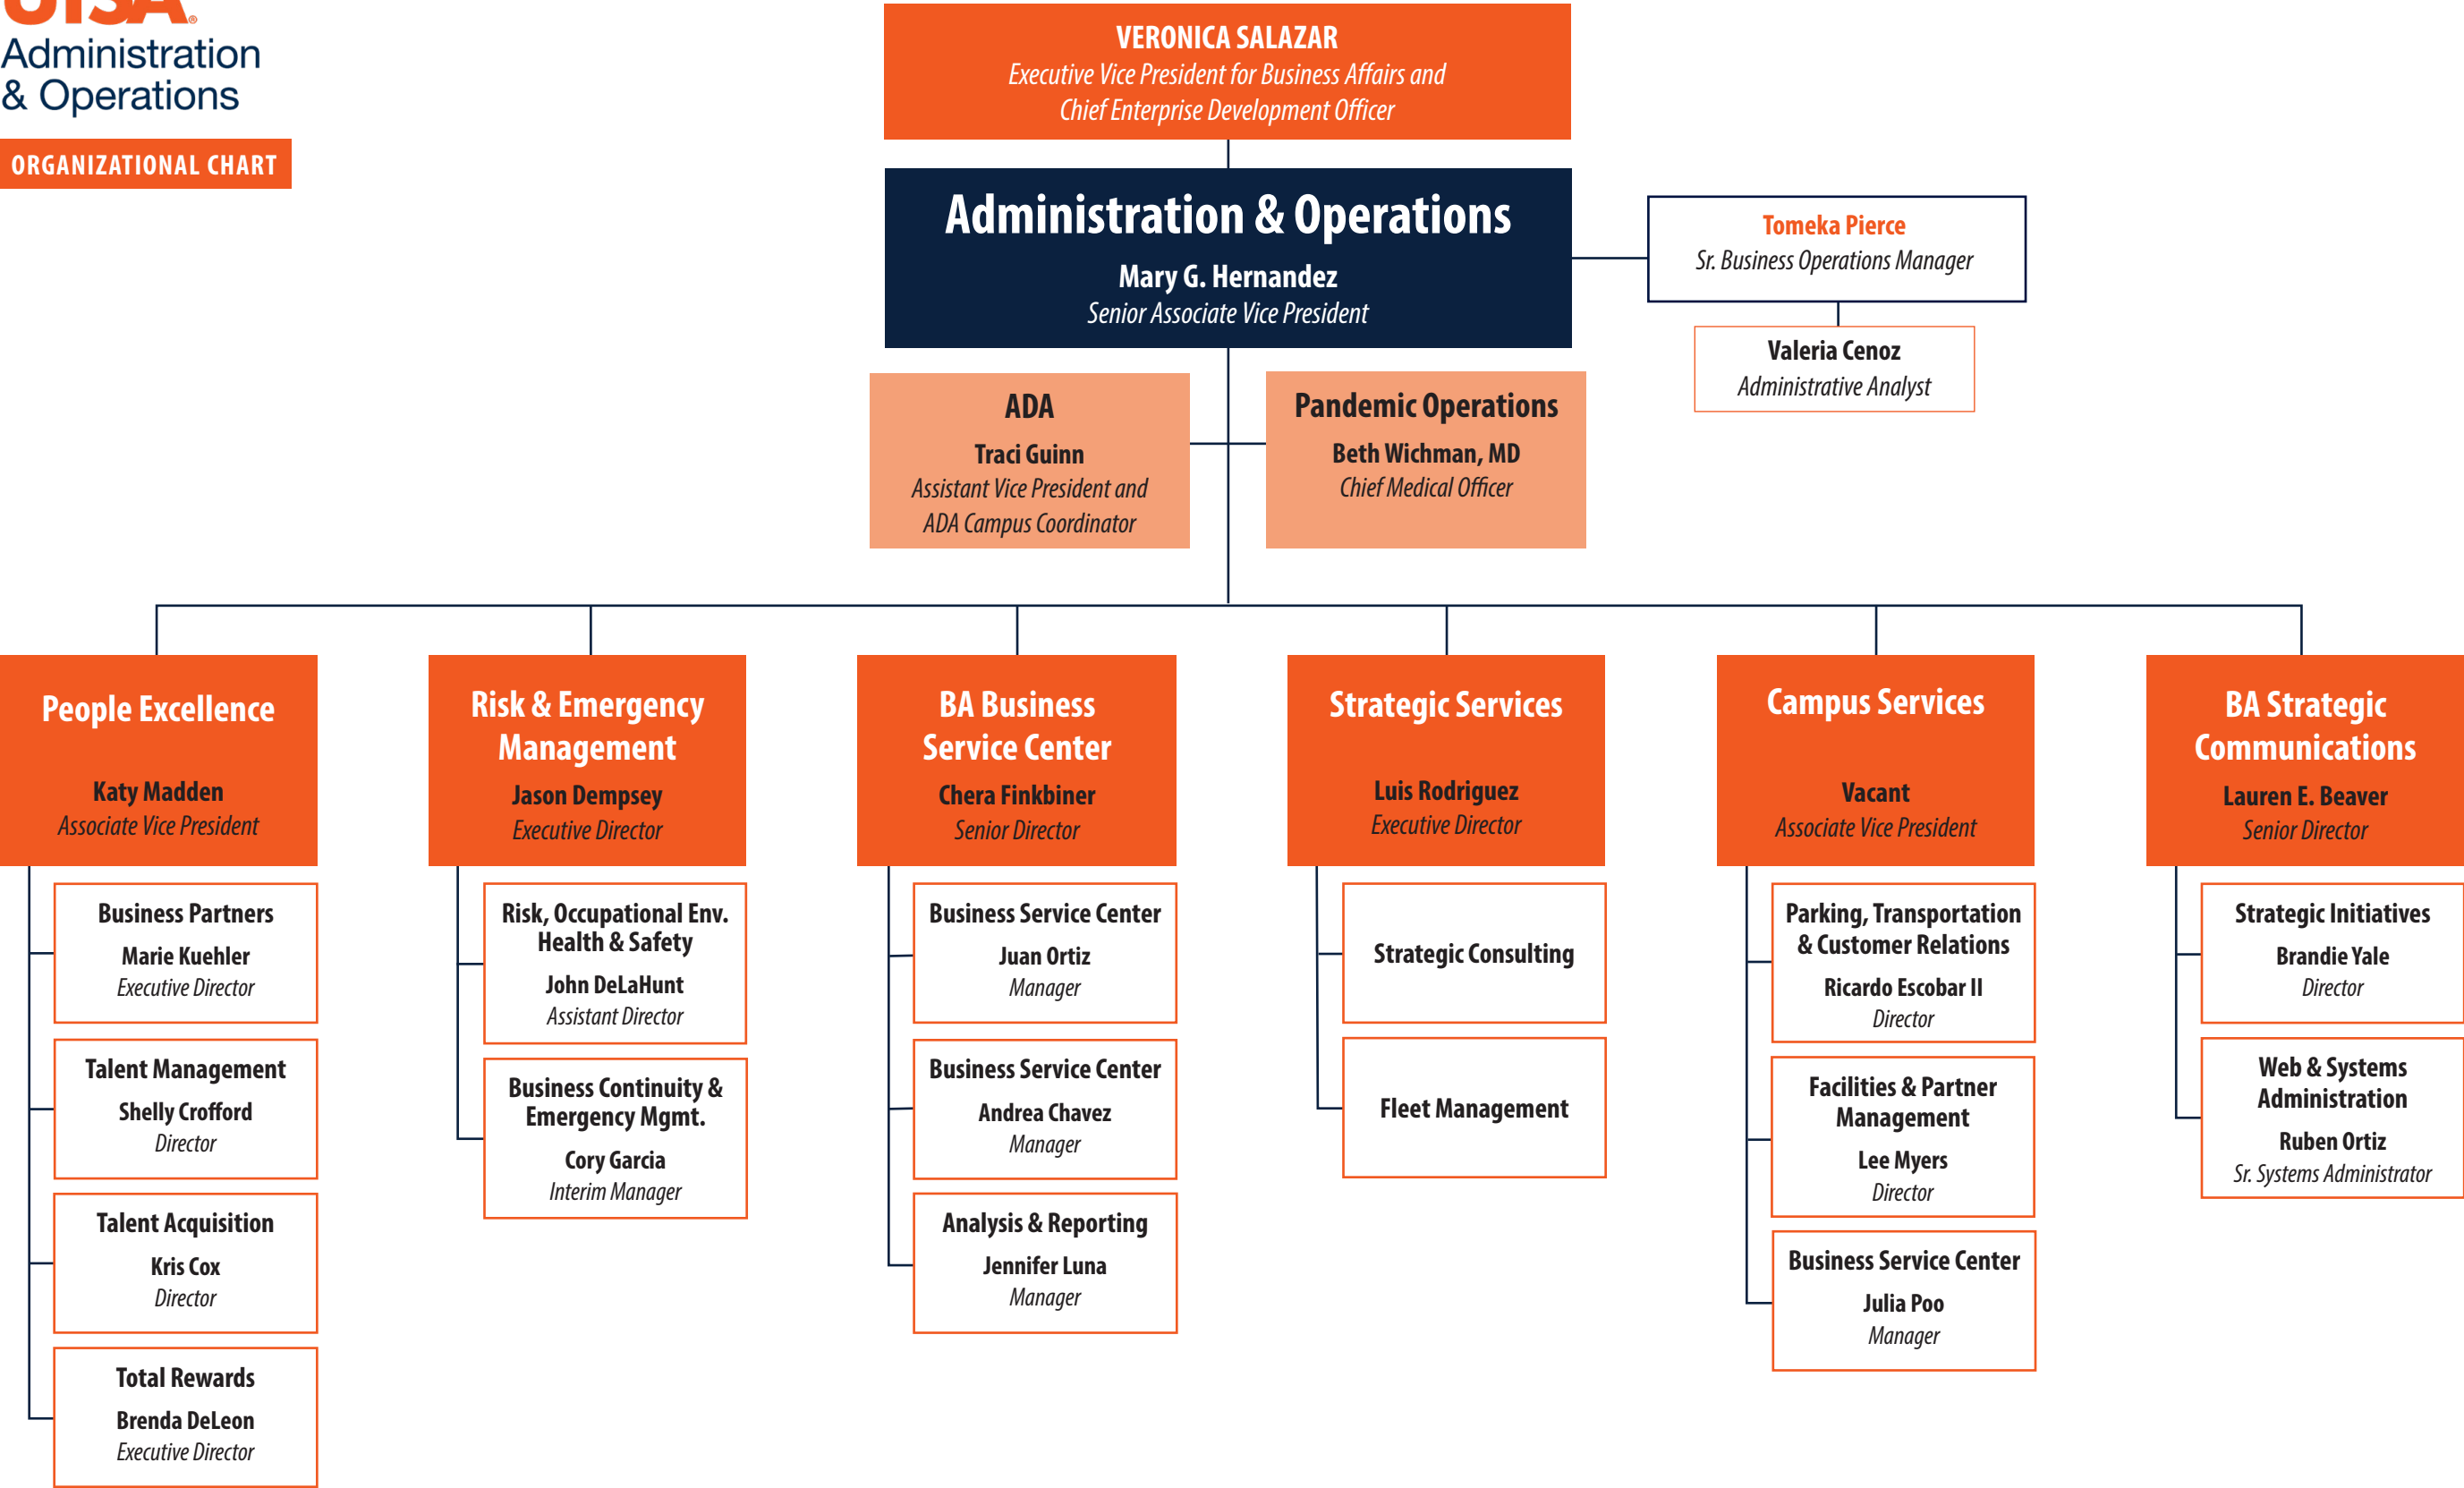 UTSA®
Administration
& Operations
ORGANIZATIONAL CHART
VERONICA SALAZAR
Executive Vice President for Business Affairs and
Chief Enterprise Development Officer
Administration & Operations
Mary G. Hernandez
Senior Associate Vice President
Tomeka Pierce
Sr. Business Operations Manager
Valeria Cenoz
Administrative Analyst
ADA
Traci Guinn
Assistant Vice President and
ADA Campus Coordinator
Pandemic Operations
Beth Wichman, MD
Chief Medical Officer
People Excellence
Katy Madden
Associate Vice President
Business Partners
Marie Kuehler
Executive Director
Talent Management
Shelly Crofford
Director
Talent Acquisition
Kris Cox
Director
Total Rewards
Brenda DeLeon
Executive Director
Risk & Emergency
Management
Jason Dempsey
Executive Director
Risk, Occupational Env.
Health & Safety
John DeLaHunt
Assistant Director
Business Continuity &
Emergency Mgmt.
Cory Garcia
Interim Manager
BA Business
Service Center
Chera Finkbiner
Senior Director
Business Service Center
Juan Ortiz
Manager
Business Service Center
Andrea Chavez
Manager
Analysis & Reporting
Jennifer Luna
Manager
Strategic Services
Luis Rodriguez
Executive Director
Strategic Consulting
Fleet Management
Campus Services
Vacant
Associate Vice President
Parking, Transportation
& Customer Relations
Ricardo Escobar II
Director
Facilities & Partner
Management
Lee Myers
Director
Business Service Center
Julia Poo
Manager
BA Strategic
Communications
Lauren E. Beaver
Senior Director
Strategic Initiatives
Brandie Yale
Director
Web & Systems
Administration
Ruben Ortiz
Sr. Systems Administrator